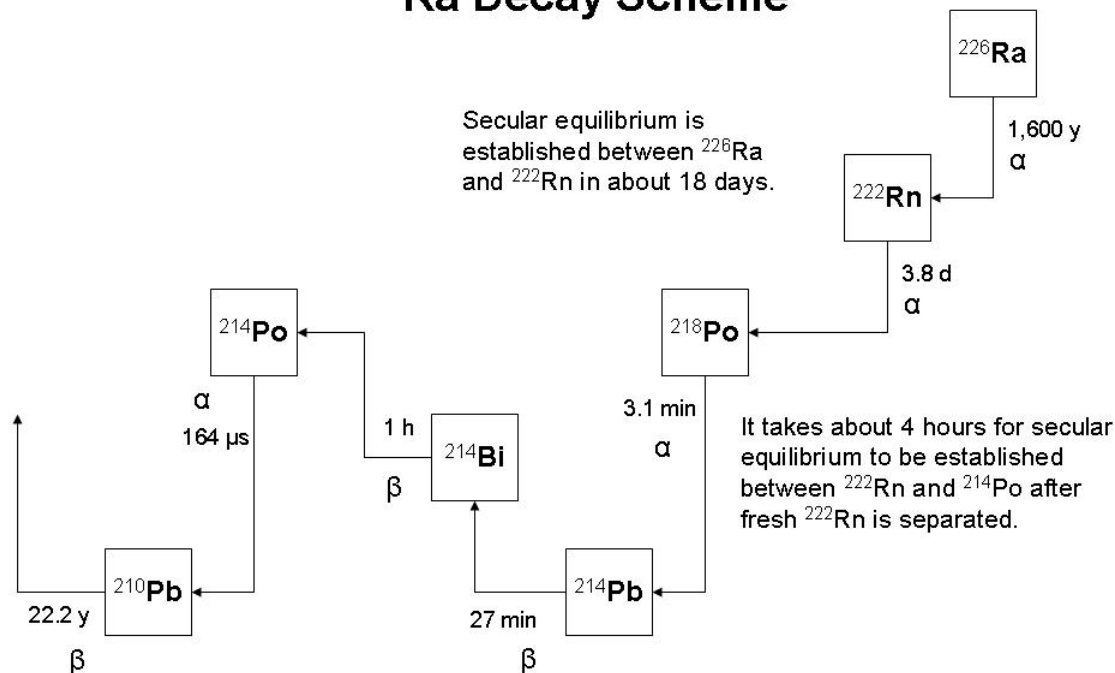 Ra Decay Scheme
²²⁶Ra
1,600 y
α
Secular equilibrium is
established between ²²⁶Ra
and ²²²Rn in about 18 days.
²²²Rn
3.8 d
α
²¹⁸Po
3.1 min
α
It takes about 4 hours for secular
equilibrium to be established
between ²²²Rn and ²¹⁴Po after
fresh ²²²Rn is separated.
²¹⁴Pb
27 min
β
²¹⁴Bi
1 h
β
²¹⁴Po
α
164 µs
²¹⁰Pb
22.2 y
β